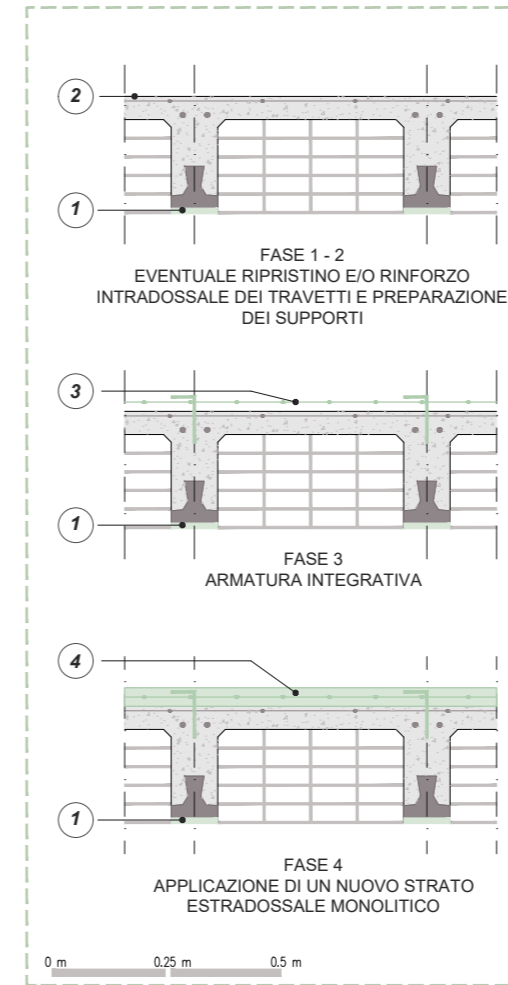 2
1
FASE 1 - 2
EVENTUALE RIPRISTINO E/O RINFORZO
INTRADOSSALE DEI TRAVETTI E PREPARAZIONE
DEI SUPPORTI
3
1
FASE 3
ARMATURA INTEGRATIVA
4
1
FASE 4
APPLICAZIONE DI UN NUOVO STRATO
ESTRADOSSALE MONOLITICO
0 m 0.25 m 0.5 m